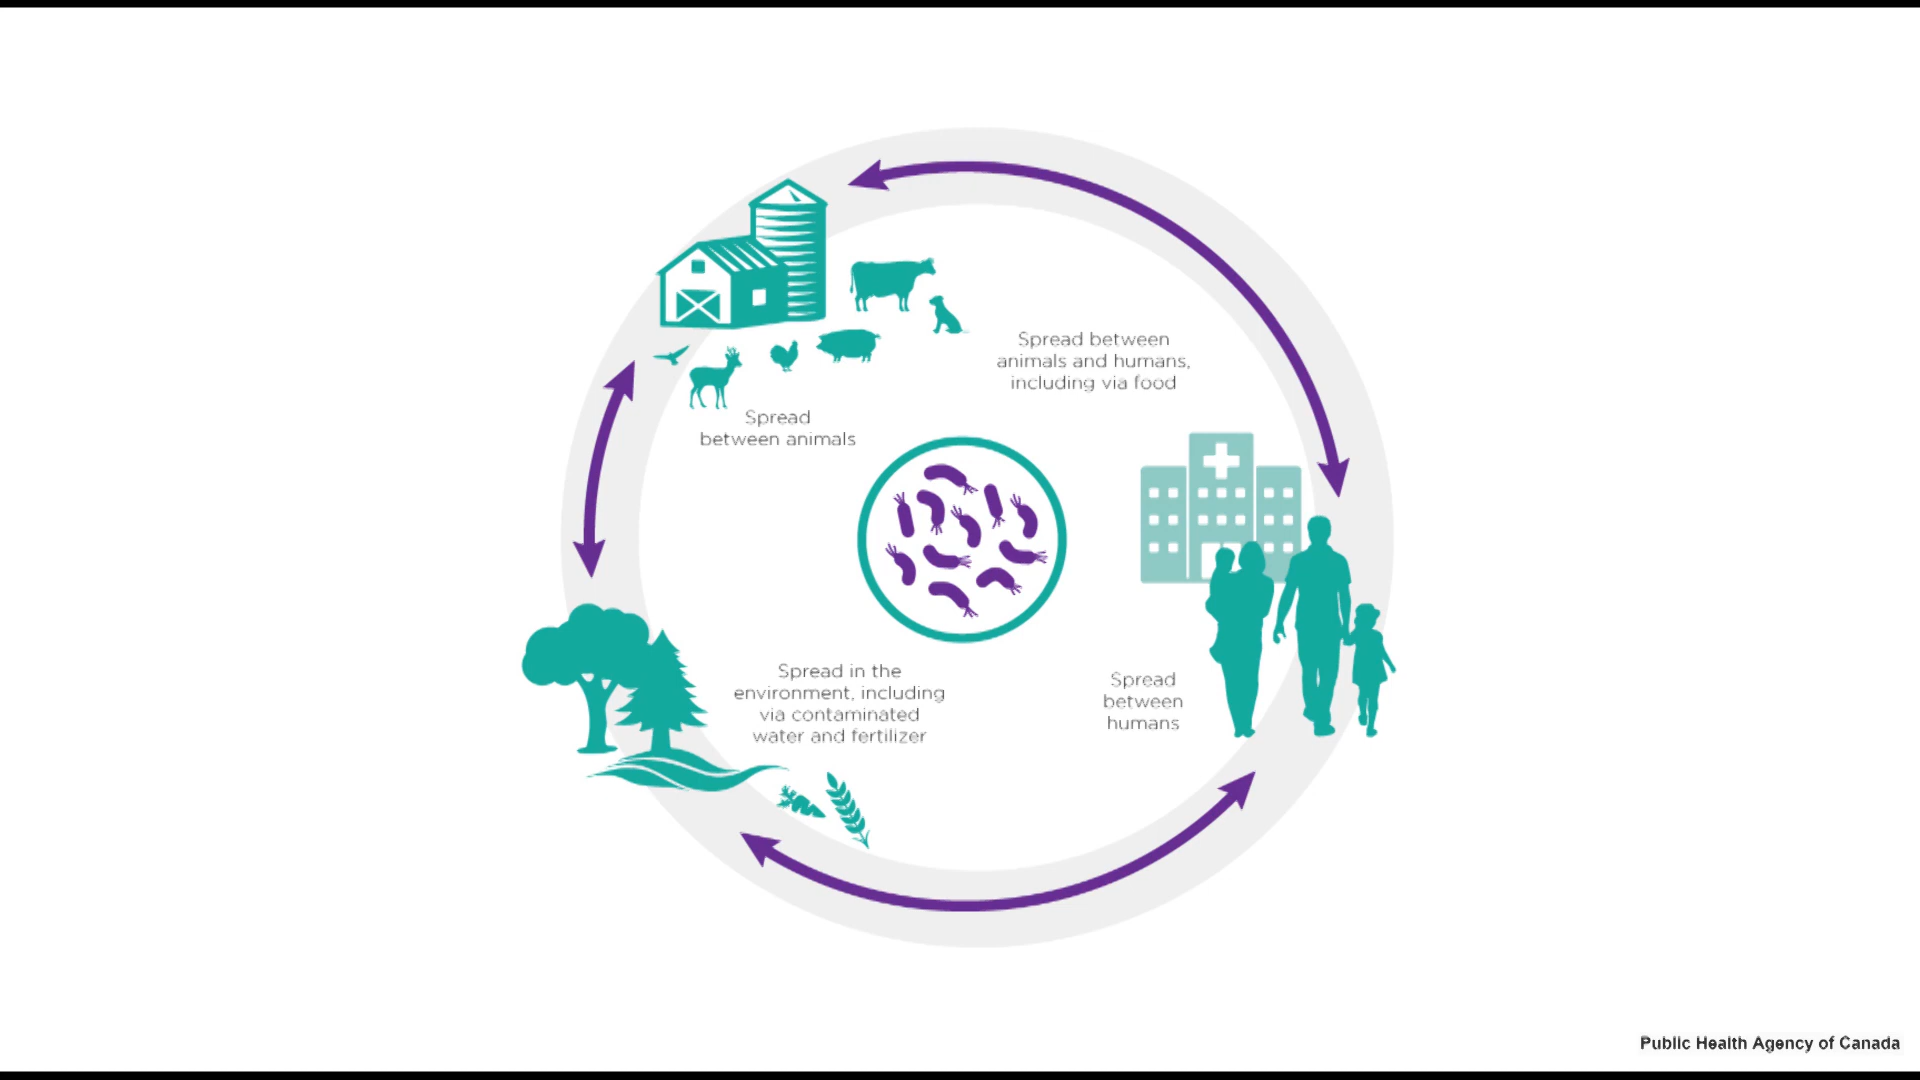 Spread between
animals and humans,
including via food
Spread
between animals
Spread in the
environment, including
via contaminated
water and fertilizer
Spread
between
humans
Public Health Agency of Canada